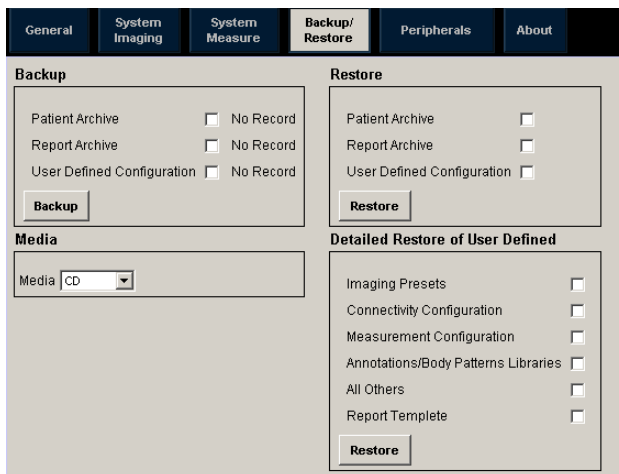 General
System Imaging
System Measure
Backup/ Restore
Peripherals
About
Backup
Patient Archive No Record
Report Archive No Record
User Defined Configuration No Record
Backup
Media
Media CD
Restore
Patient Archive
Report Archive
User Defined Configuration
Restore
Detailed Restore of User Defined
Imaging Presets
Connectivity Configuration
Measurement Configuration
Annotations/Body Patterns Libraries
All Others
Report Templete
Restore